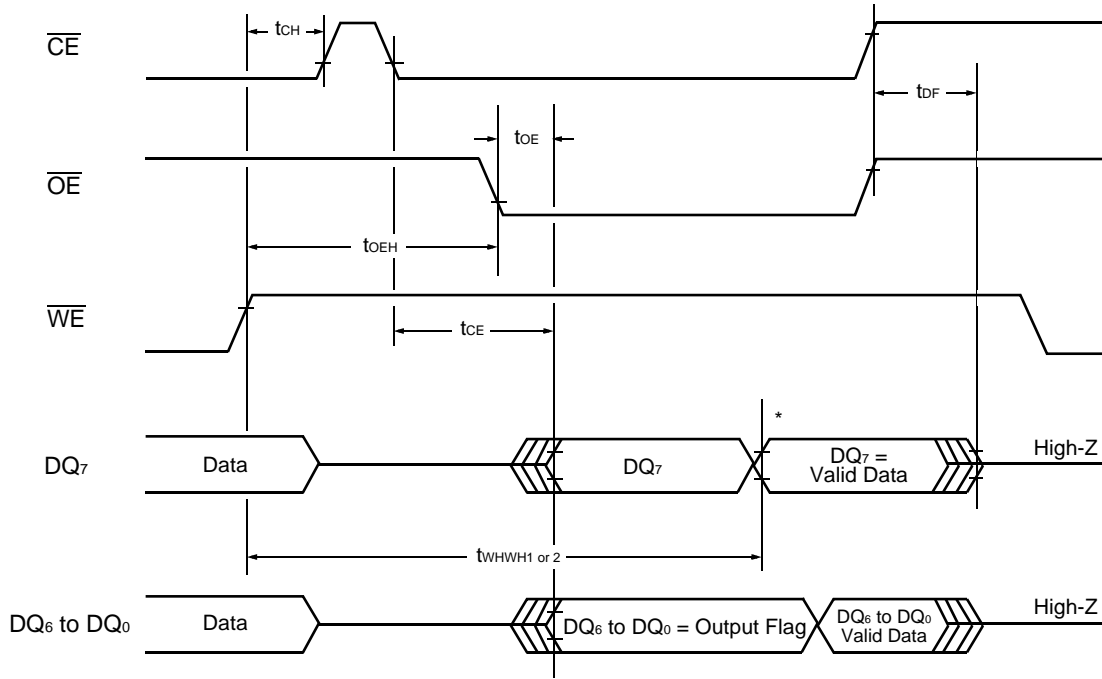 tCH
CE
tDF
tOE
OE
tOEH
WE
tCE
*
DQ7
Data
DQ7
DQ7 =
Valid Data
High-Z
tWHWH1 or 2
DQ6 to DQ0
Data
DQ6 to DQ0 = Output Flag
DQ6 to DQ0
Valid Data
High-Z